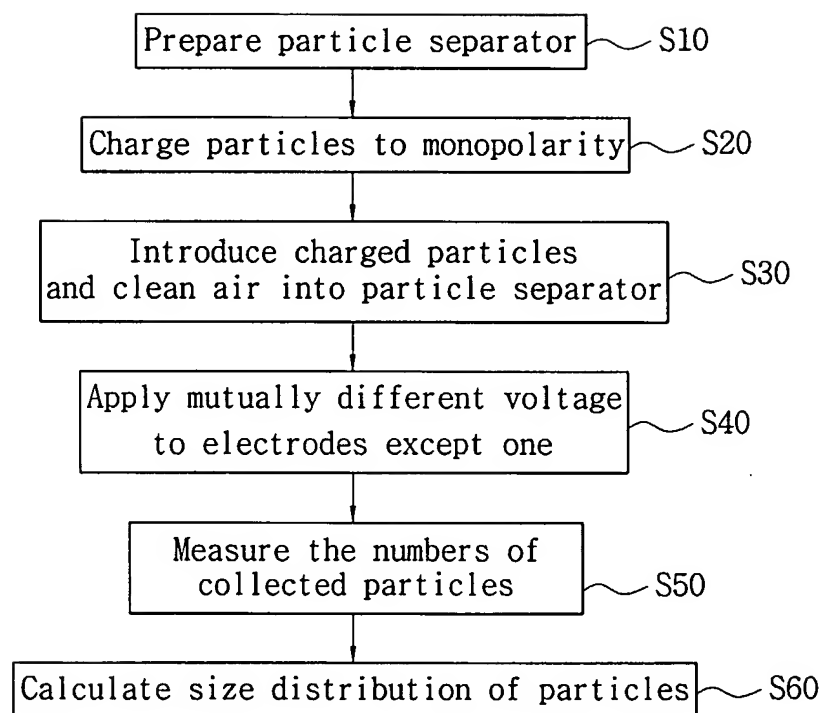 Prepare particle separator S10
Charge particles to monopolarity S20
Introduce charged particles
and clean air into particle separator S30
Apply mutually different voltage
to electrodes except one S40
Measure the numbers of
collected particles S50
Calculate size distribution of particles S60